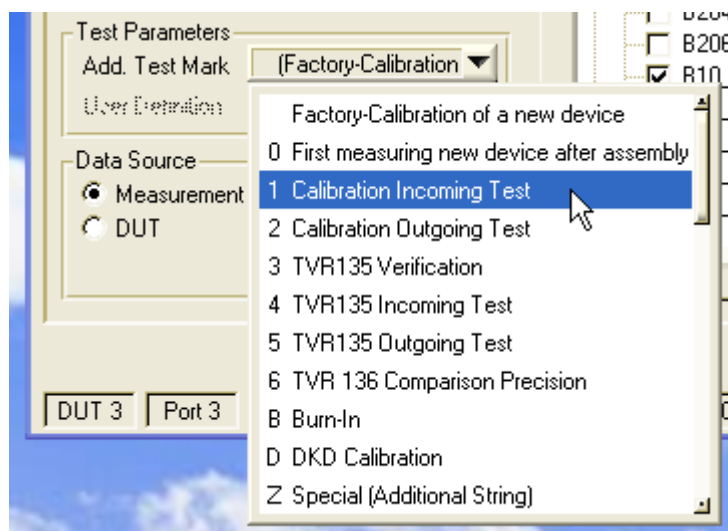 Test Parameters
Add. Test Mark (Factory-Calibration
User Definition
Factory-Calibration of a new device
0 First measuring new device after assembly
Data Source
Measurement
1 Calibration Incoming Test
DUT
2 Calibration Outgoing Test
3 TVR135 Verification
4 TVR135 Incoming Test
5 TVR135 Outgoing Test
6 TVR 136 Comparison Precision
DUT 3 Port 3
B Burn-In
D DKD Calibration
Z Special (Additional String)
B206
B10